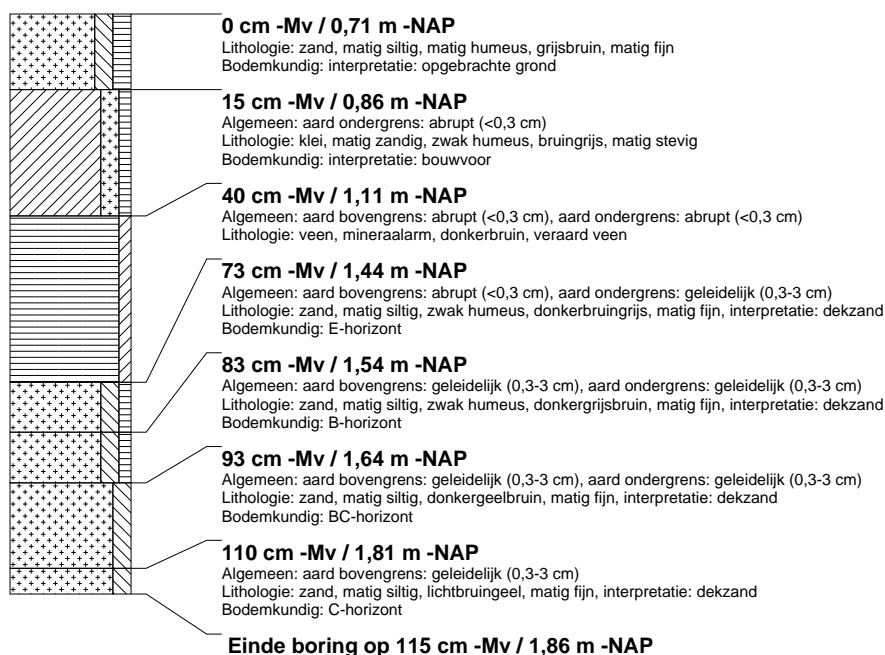 0 cm -Mv / 0,71 m -NAP
Lithologie: zand, matig siltig, matig humeus, grijsbruin, matig fijn
Bodemkundig: interpretatie: opgebrachte grond
15 cm -Mv / 0,86 m -NAP
Algemeen: aard ondergrens: abrupt (<0,3 cm)
Lithologie: klei, matig zandig, zwak humeus, bruingrijs, matig stevig
Bodemkundig: interpretatie: bouwvoor
40 cm -Mv / 1,11 m -NAP
Algemeen: aard bovengrens: abrupt (<0,3 cm), aard ondergrens: abrupt (<0,3 cm)
Lithologie: veen, mineraalarm, donkerbruin, veraard veen
73 cm -Mv / 1,44 m -NAP
Algemeen: aard bovengrens: abrupt (<0,3 cm), aard ondergrens: geleidelijk (0,3-3 cm)
Lithologie: zand, matig siltig, zwak humeus, donkerbruingrijs, matig fijn, interpretatie: dekzand
Bodemkundig: E-horizont
83 cm -Mv / 1,54 m -NAP
Algemeen: aard bovengrens: geleidelijk (0,3-3 cm), aard ondergrens: geleidelijk (0,3-3 cm)
Lithologie: zand, matig siltig, zwak humeus, donkergrijsbruin, matig fijn, interpretatie: dekzand
Bodemkundig: B-horizont
93 cm -Mv / 1,64 m -NAP
Algemeen: aard bovengrens: geleidelijk (0,3-3 cm), aard ondergrens: geleidelijk (0,3-3 cm)
Lithologie: zand, matig siltig, donkergeelbruin, matig fijn, interpretatie: dekzand
Bodemkundig: BC-horizont
110 cm -Mv / 1,81 m -NAP
Algemeen: aard bovengrens: geleidelijk (0,3-3 cm)
Lithologie: zand, matig siltig, lichtbruingeel, matig fijn, interpretatie: dekzand
Bodemkundig: C-horizont
Einde boring op 115 cm -Mv / 1,86 m -NAP